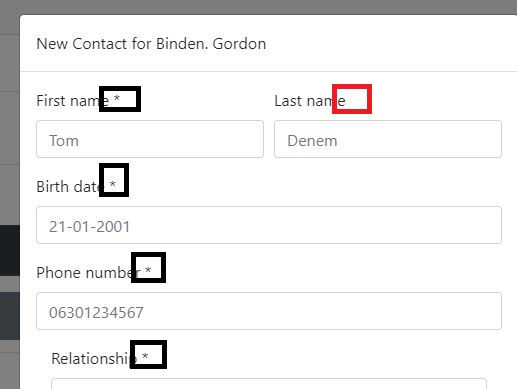 New Contact for Binden. Gordon
First name * Last name
Tom Denem
Birth date *
21-01-2001
Phone number *
06301234567
Relationship *